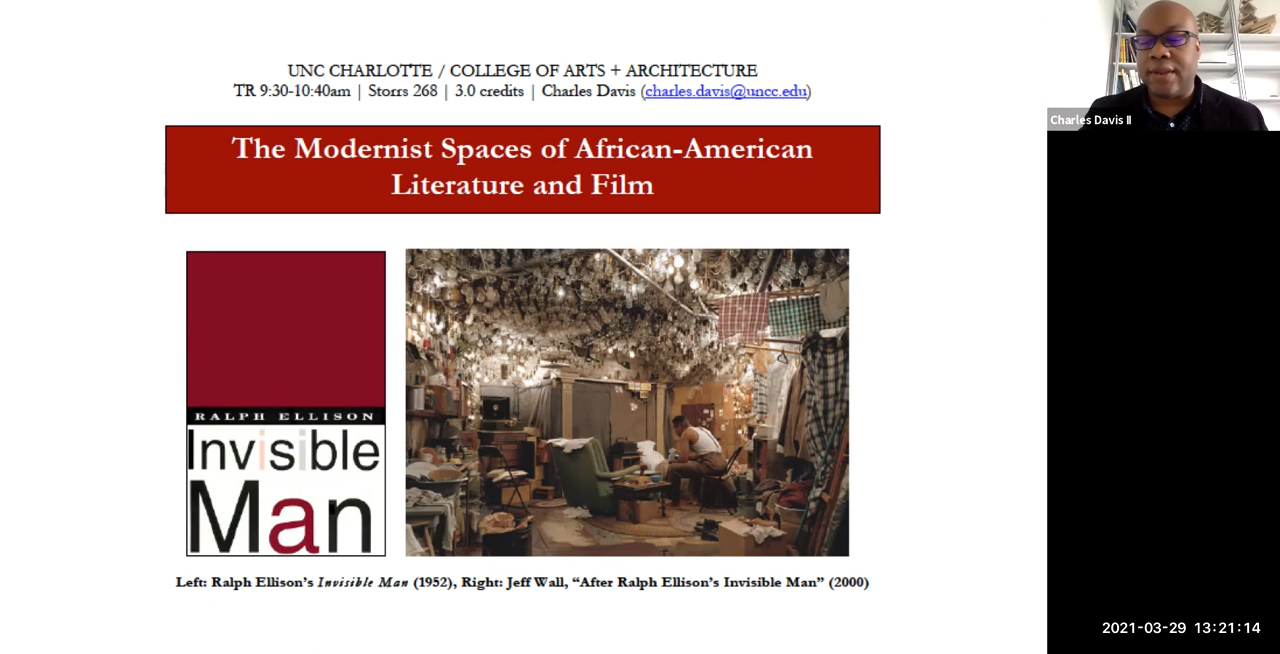 UNC CHARLOTTE / COLLEGE OF ARTS + ARCHITECTURE
TR 9:30-10:40am | Storrs 268 | 3.0 credits | Charles Davis (charles.davis@uncc.edu)
The Modernist Spaces of African-American
Literature and Film
RALPH ELLISON
Invisible
Man
Left: Ralph Ellison's Invisible Man (1952), Right: Jeff Wall, “After Ralph Ellison's Invisible Man” (2000)
Charles Davis II
2021-03-29 13:21:14